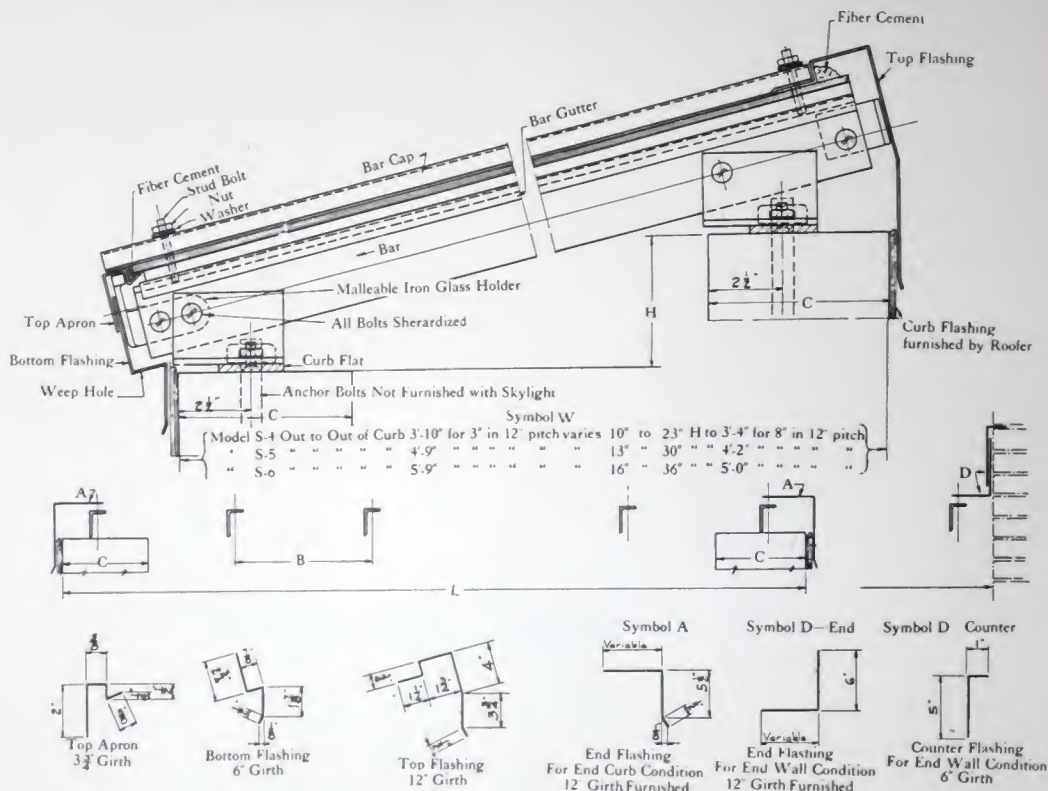 Fiber Cement
Top Flashing
Bar Gutter
Bar Cap
Fiber Cement
Stud Bolt
Nut
Washer
Bar
Malleable Iron Glass Holder
All Bolts Sherardized
Top Apron
Bottom Flashing
Weep Hole
Curb Flat
Anchor Bolts Not Furnished with Skylight
2½"
C
H
2½"
C
Curb Flashing
furnished by Roofer
Symbol W
Model S-4 Out to Out of Curb 3'-10" for 3" in 12" pitch varies 10" to 23" H to 3'-4" for 8" in 12" pitch
" S-5 " " " " " 4'-9" " " " " " " 13" " 30" " " 4'-2" " " " " "
" S-6 " " " " " 5'-9" " " " " " " 16" " 36" " " 5'-0" " " " " "
A
A
D
C
B
C
L
Symbol A
Symbol D-End
Symbol D Counter
Variable
4"
1"
2"
1¼"
5"
6"
Variable
Top Apron
3¾" Girth
Bottom Flashing
6" Girth
Top Flashing
12" Girth
End Flashing
For End Curb Condition
12" Girth Furnished
End Flashing
For End Wall Condition
12" Girth Furnished
Counter Flashing
For End Wall Condition
6" Girth